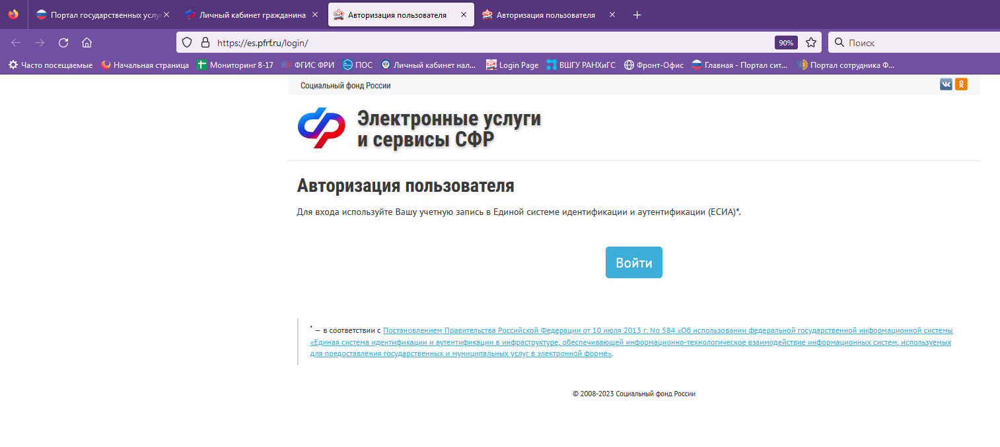 Портал государственных услу
Личный кабинет гражданина
Авторизация пользователя
Авторизация пользователя
https://es.pfrf.ru/login/
90%
Поиск
Часто посещаемые
Начальная страница
Мониторинг 8-17
ФГИС ФРИ
ПОС
Личный кабинет нал...
Login Page
ВШГУ РАНХиГС
Фронт-Офис
Главная - Портал сит...
Портал сотрудника Ф...
Социальный фонд России
Электронные услуги
и сервисы СФР
Авторизация пользователя
Для входа используйте Вашу учетную запись в Единой системе идентификации и аутентификации (ЕСИА)*.
Войти
* — в соответствии с Постановлением Правительства Российской Федерации от 10 июля 2013 г. No 584 «Об использовании федеральной государственной информационной системы
«Единая система идентификации и аутентификации в инфраструктуре, обеспечивающей информационно-технологическое взаимодействие информационных систем, используемых
для предоставления государственных и муниципальных услуг в электронной форме».
© 2008-2023 Социальный фонд России